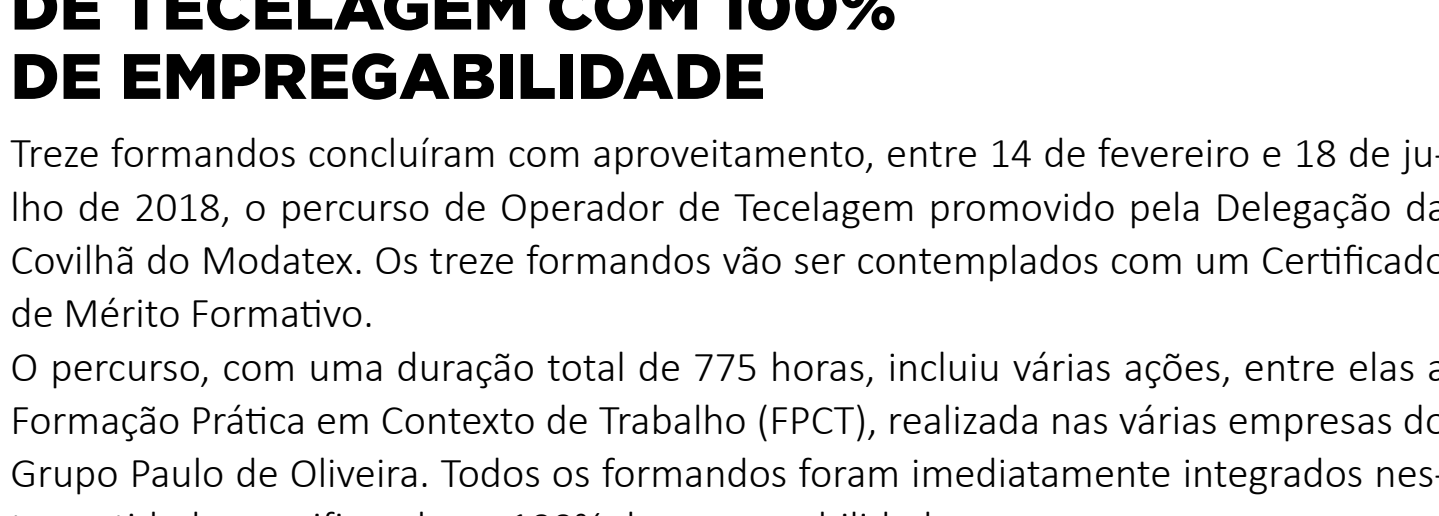 DE TECELAGEM COM 100%
DE EMPREGABILIDADE
Treze formandos concluíram com aproveitamento, entre 14 de fevereiro e 18 de ju-
lho de 2018, o percurso de Operador de Tecelagem promovido pela Delegação da
Covilhã do Modatex. Os treze formandos vão ser contemplados com um Certificado
de Mérito Formativo.
O percurso, com uma duração total de 775 horas, incluiu várias ações, entre elas a
Formação Prática em Contexto de Trabalho (FPCT), realizada nas várias empresas do
Grupo Paulo de Oliveira. Todos os formandos foram imediatamente integrados nes-